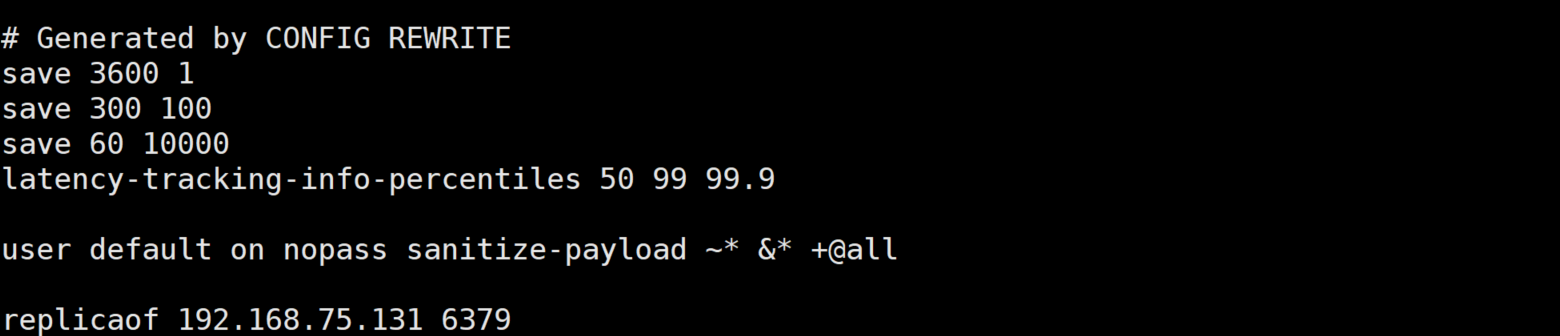 # Generated by CONFIG REWRITE
save 3600 1
save 300 100
save 60 10000
latency-tracking-info-percentiles 50 99 99.9
user default on nopass sanitize-payload ~* &* +@all
replicaof 192.168.75.131 6379